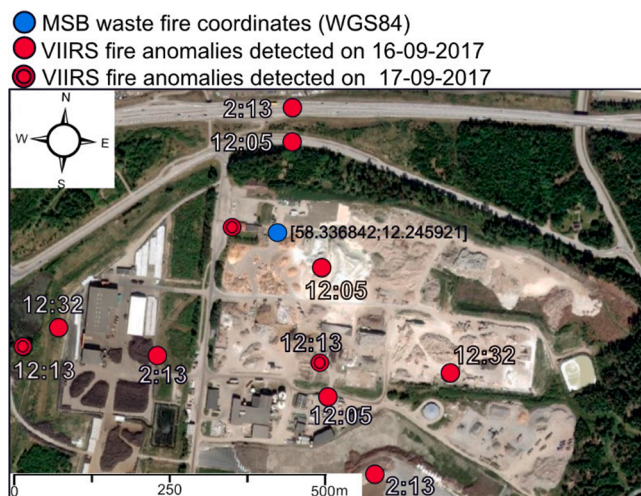 MSB waste fire coordinates (WGS84)
VIIRS fire anomalies detected on 16-09-2017
VIIRS fire anomalies detected on 17-09-2017
N
W E
S
2:13
12:05
[58.336842;12.245921]
12:05
12:32
12:13
2:13
12:13
12:32
12:05
2:13
0 250 500m